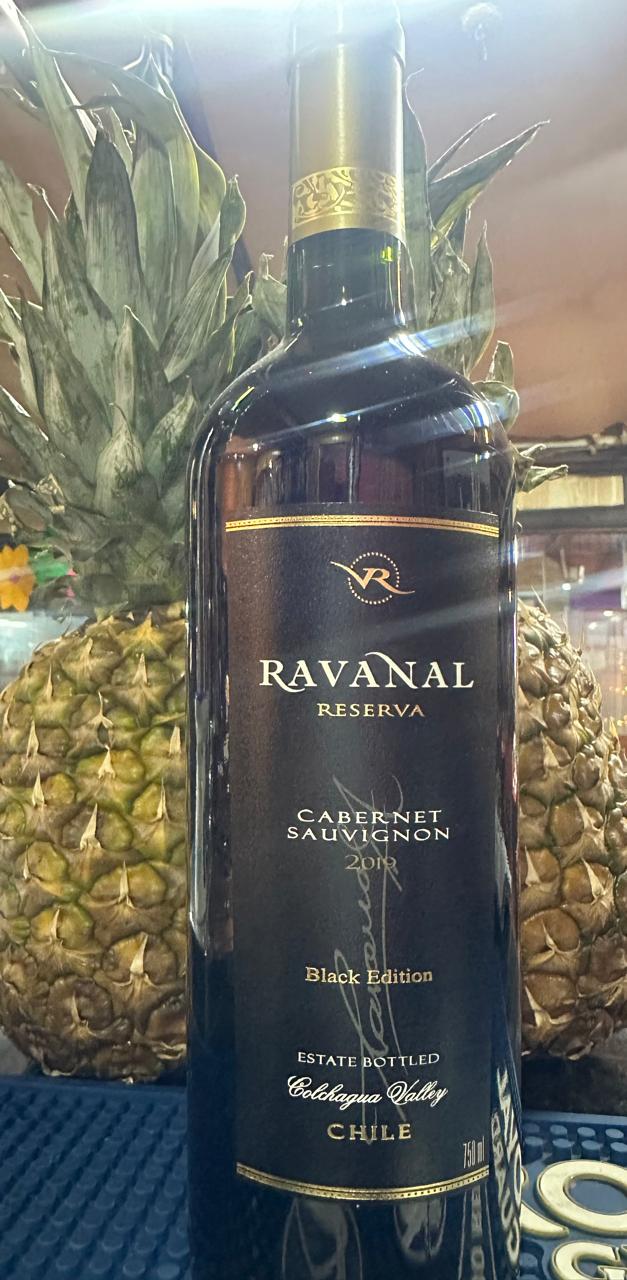 VR
RAVANAL
RESERVA
CABERNET
SAUVIGNON
2019
Black Edition
ESTATE BOTTLED
Colchagua Valley
CHILE
750 ml